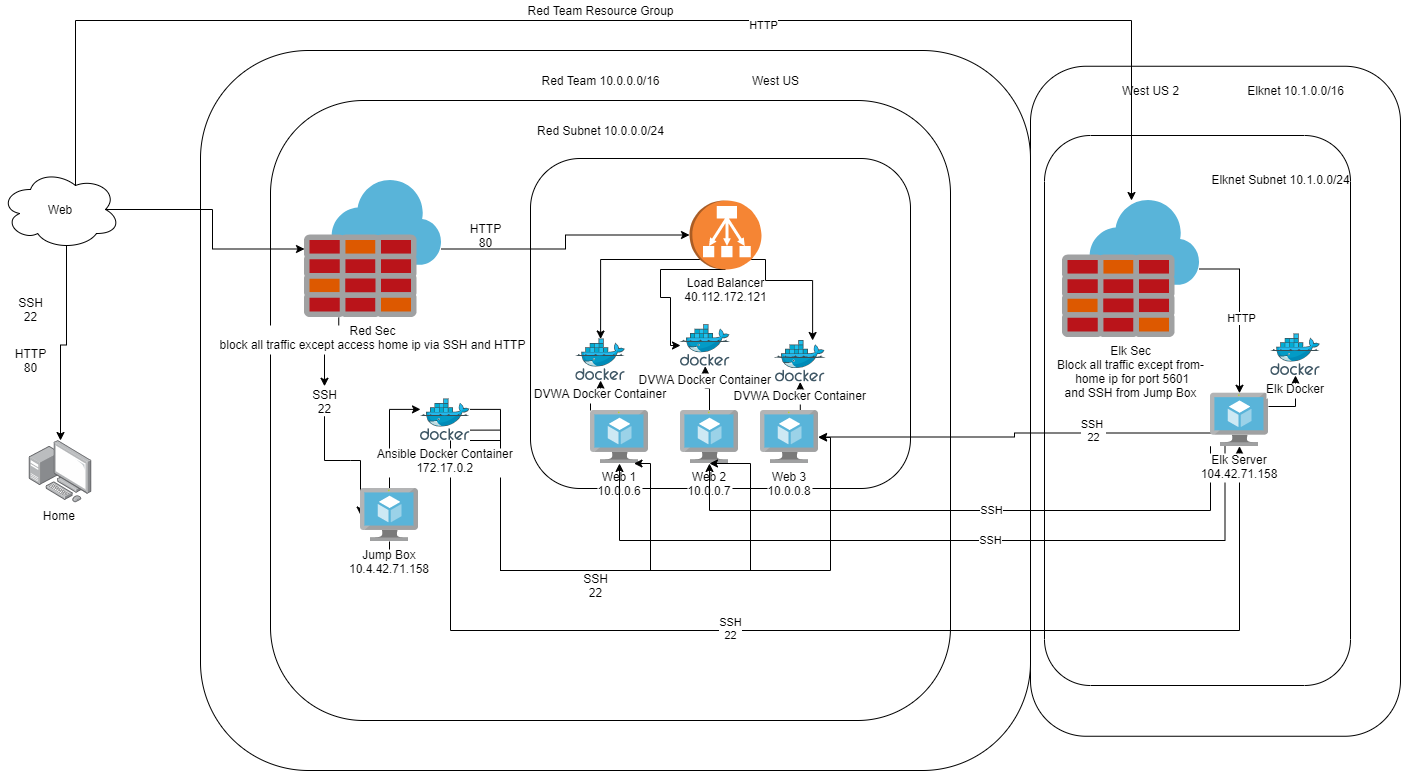 Red Team Resource Group
HTTP
Red Team 10.0.0.0/16
West US
West US 2
Elknet 10.1.0.0/16
Red Subnet 10.0.0.0/24
Elknet Subnet 10.1.0.0/24
Web
HTTP
80
Load Balancer
40.112.172.121
SSH
22
HTTP
80
Red Sec
block all traffic except access home ip via SSH and HTTP
HTTP
Elk Sec
Block all traffic except from-
home ip for port 5601
and SSH from Jump Box
docker
DVWA Docker Container
docker
DVWA Docker Container
docker
DVWA Docker Container
docker
Elk Docker
SSH
22
docker
Ansible Docker Container
172.17.0.2
SSH
22
Web 1
10.0.0.6
Web 2
10.0.0.7
Web 3
10.0.0.8
Elk Server
104.42.71.158
Home
SSH
SSH
Jump Box
10.4.42.71.158
SSH
22
SSH
22